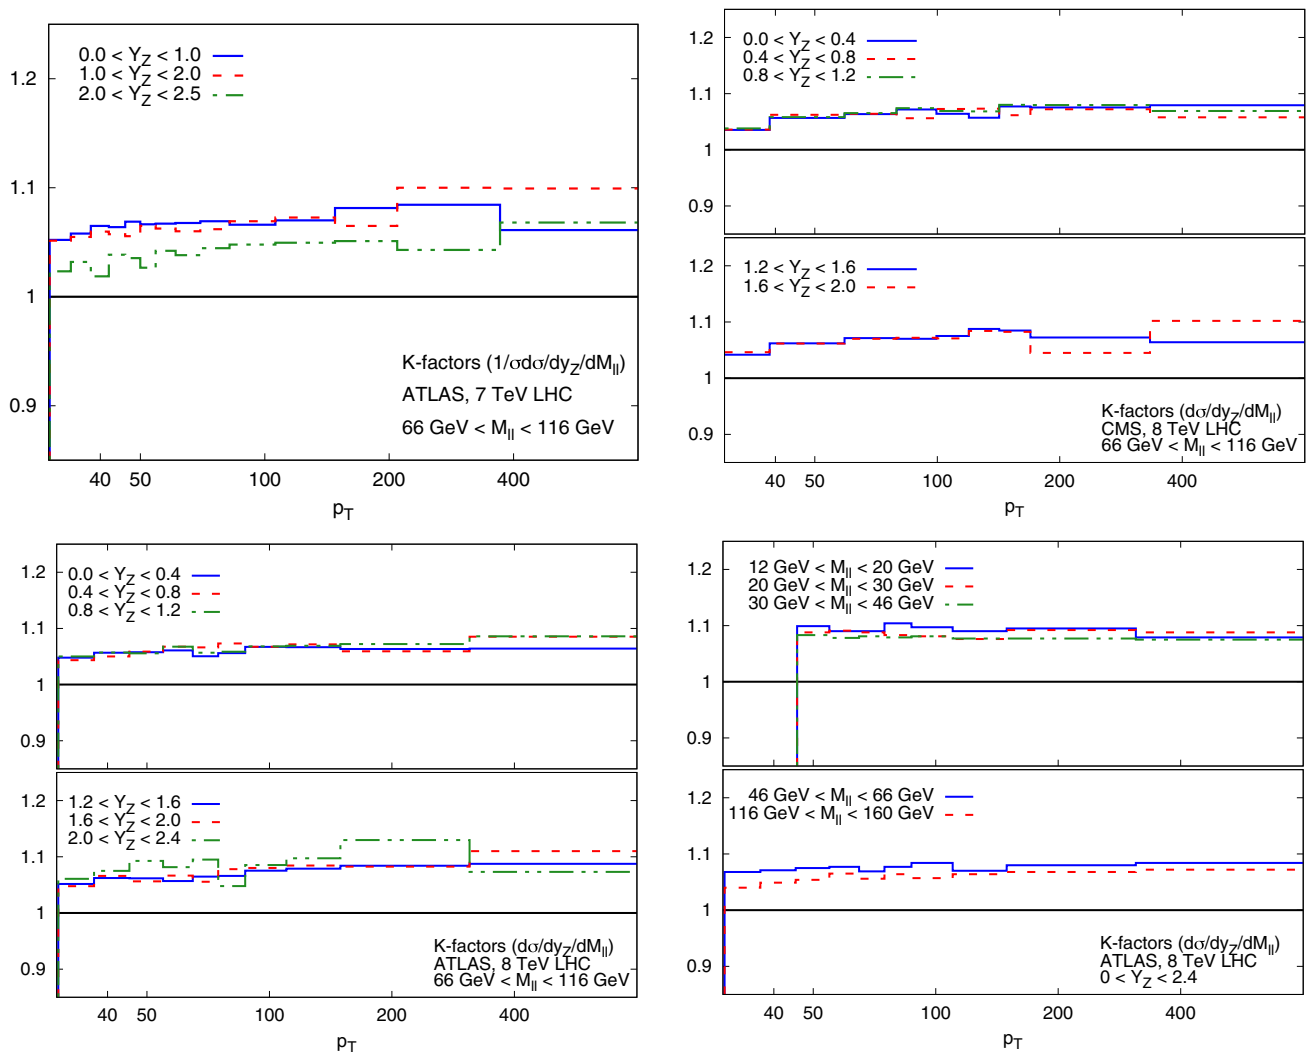 0.0 < Y_Z < 1.0
1.0 < Y_Z < 2.0
2.0 < Y_Z < 2.5
1.2
1.1
1
0.9
K-factors (1/σdσ/dy_Z/dM_ll)
ATLAS, 7 TeV LHC
66 GeV < M_ll < 116 GeV
40 50 100 200 400
p_T
0.0 < Y_Z < 0.4
0.4 < Y_Z < 0.8
0.8 < Y_Z < 1.2
1.2
1.1
1
0.9
1.2 < Y_Z < 1.6
1.6 < Y_Z < 2.0
1.2
1.1
1
0.9
K-factors (dσ/dy_Z/dM_ll)
CMS, 8 TeV LHC
66 GeV < M_ll < 116 GeV
40 50 100 200 400
p_T
0.0 < Y_Z < 0.4
0.4 < Y_Z < 0.8
0.8 < Y_Z < 1.2
1.2
1.1
1
0.9
1.2 < Y_Z < 1.6
1.6 < Y_Z < 2.0
2.0 < Y_Z < 2.4
1.2
1.1
1
0.9
K-factors (dσ/dy_Z/dM_ll)
ATLAS, 8 TeV LHC
66 GeV < M_ll < 116 GeV
40 50 100 200 400
p_T
12 GeV < M_ll < 20 GeV
20 GeV < M_ll < 30 GeV
30 GeV < M_ll < 46 GeV
1.2
1.1
1
0.9
46 GeV < M_ll < 66 GeV
116 GeV < M_ll < 160 GeV
1.2
1.1
1
0.9
K-factors (dσ/dy_Z/dM_ll)
ATLAS, 8 TeV LHC
0 < Y_Z < 2.4
40 50 100 200 400
p_T